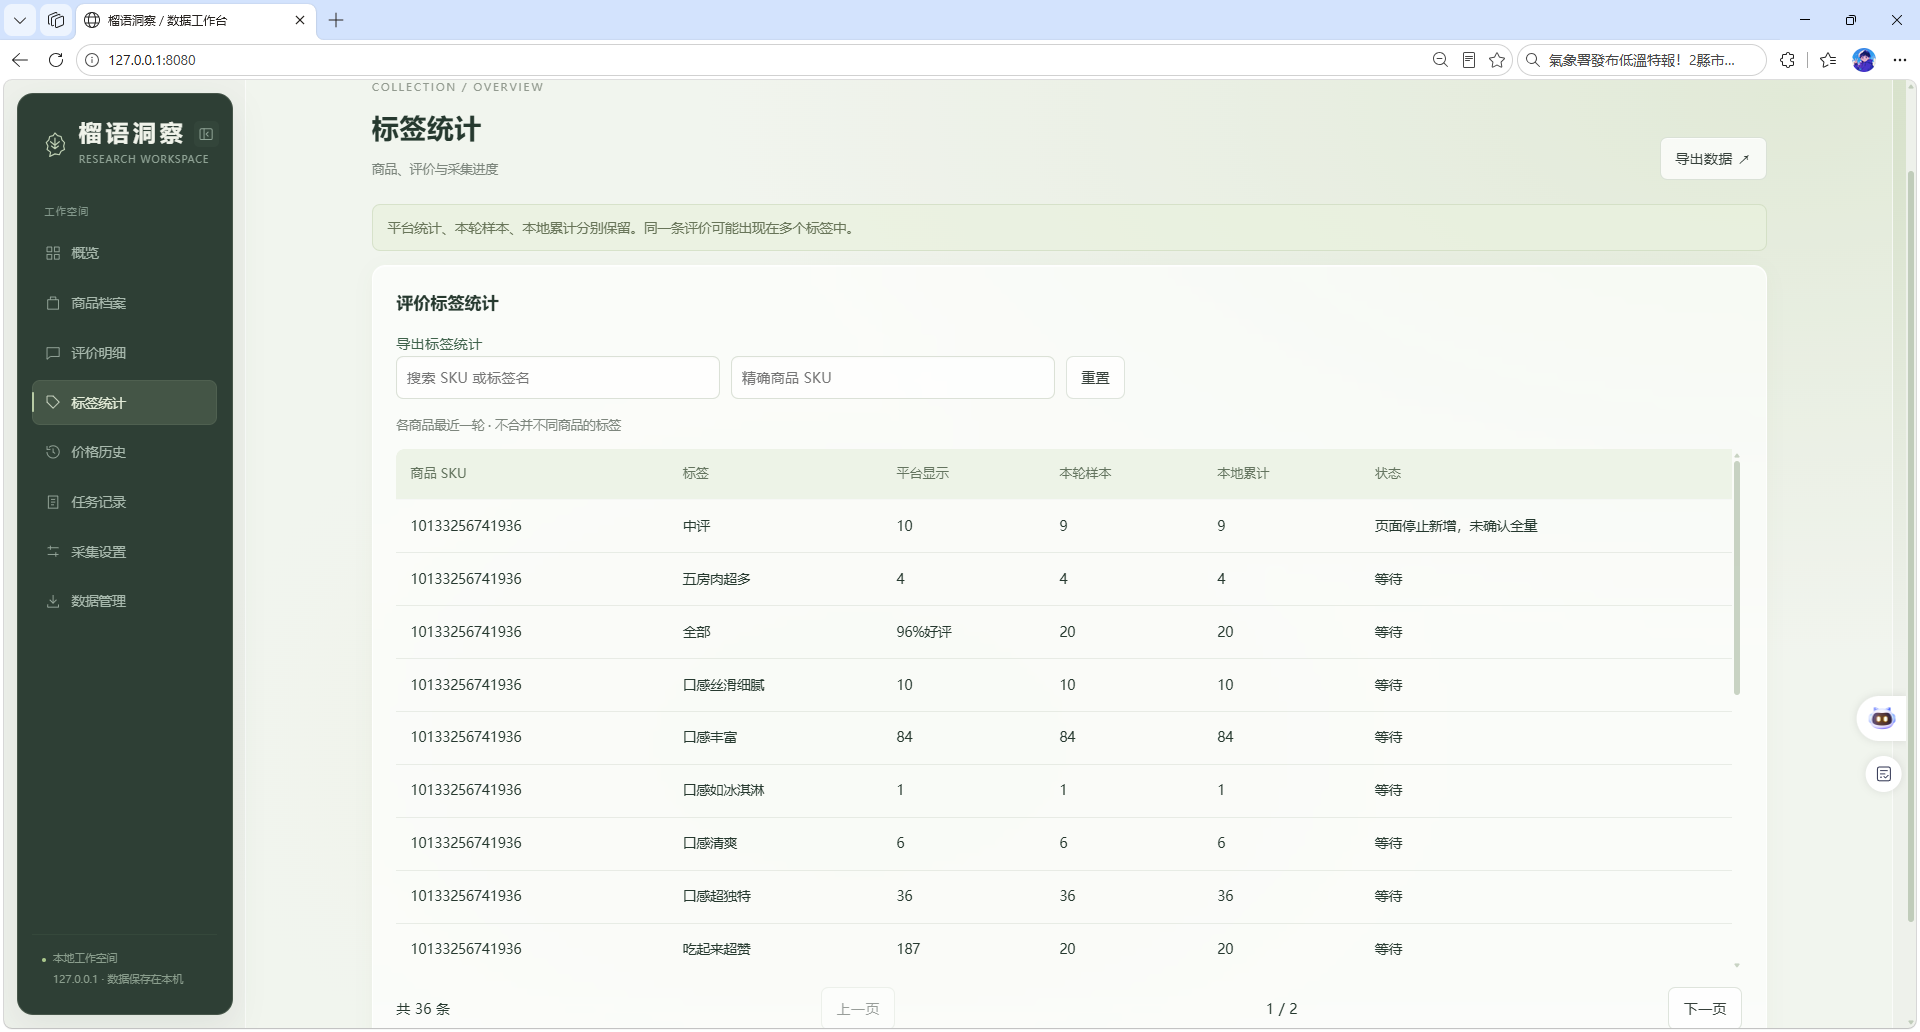 榴语洞察 / 数据工作台
127.0.0.1:8080
氣象署發布低溫特報！2縣市...
榴语洞察
RESEARCH WORKSPACE
工作空间
概览
商品档案
评价明细
标签统计
价格历史
任务记录
采集设置
数据管理
本地工作空间
127.0.0.1 · 数据保存在本机
COLLECTION / OVERVIEW
标签统计
商品、评价与采集进度
导出数据 ↗
平台统计、本轮样本、本地累计分别保留。同一条评价可能出现在多个标签中。
评价标签统计
导出标签统计
搜索 SKU 或标签名 精确商品 SKU 重置
各商品最近一轮 · 不合并不同商品的标签
商品 SKU 标签 平台显示 本轮样本 本地累计 状态
10133256741936 中评 10 9 9 页面停止新增，未确认全量
10133256741936 五房肉超多 4 4 4 等待
10133256741936 全部 96%好评 20 20 等待
10133256741936 口感丝滑细腻 10 10 10 等待
10133256741936 口感丰富 84 84 84 等待
10133256741936 口感如冰淇淋 1 1 1 等待
10133256741936 口感清爽 6 6 6 等待
10133256741936 口感超独特 36 36 36 等待
10133256741936 吃起来超赞 187 20 20 等待
共 36 条 上一页 1 / 2 下一页